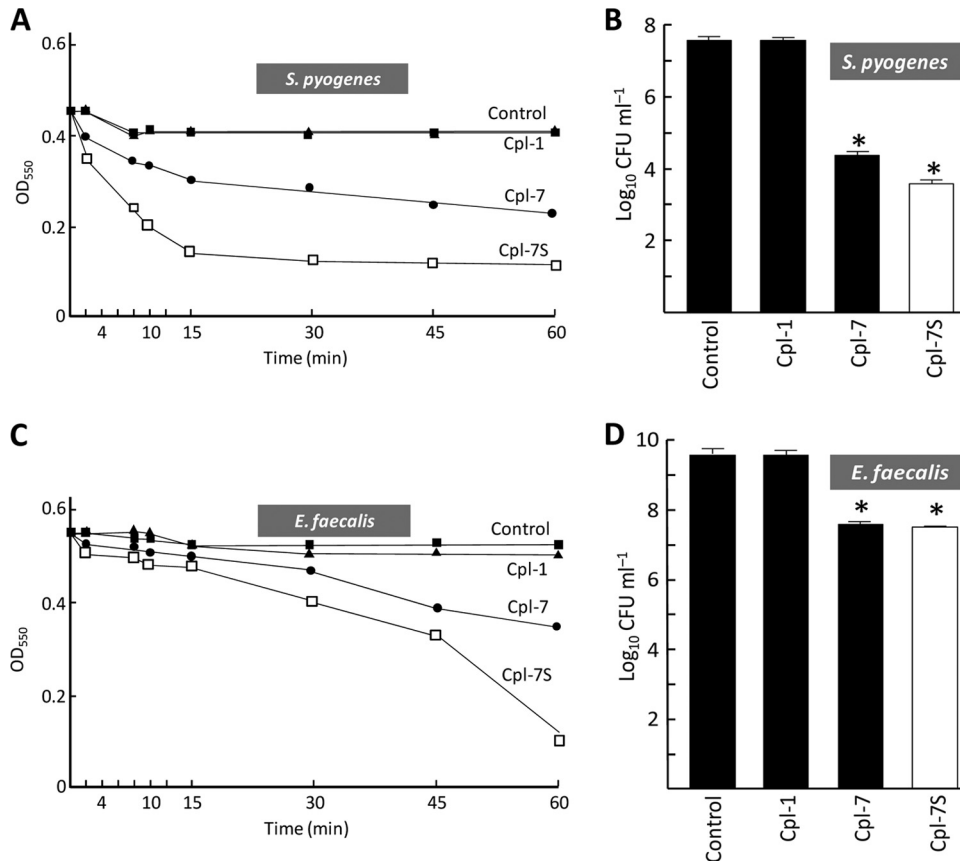 A
0.6
0.4
0.2
0
OD550
S. pyogenes
Control
Cpl-1
Cpl-7
Cpl-7S
4
10
15
30
45
60
Time (min)
B
8
6
4
2
Log10 CFU ml–1
S. pyogenes
*
*
Control
Cpl-1
Cpl-7
Cpl-7S
C
0.6
0.4
0.2
0
OD550
E. faecalis
Control
Cpl-1
Cpl-7
Cpl-7S
4
10
15
30
45
60
Time (min)
D
10
8
6
4
2
Log10 CFU ml–1
E. faecalis
*
*
Control
Cpl-1
Cpl-7
Cpl-7S